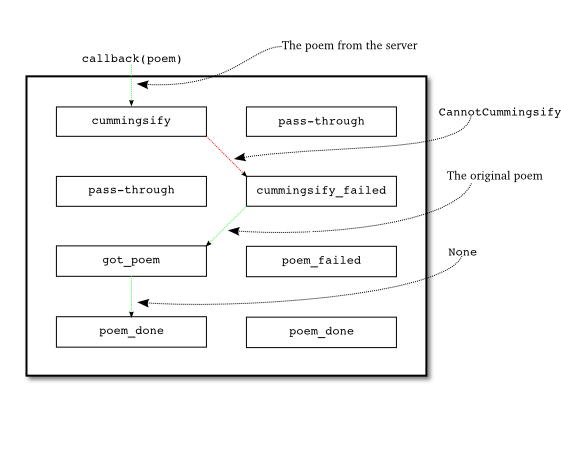 The poem from the server
callback(poem)
cummingsify
pass-through
CannotCummingsify
pass-through
cummingsify_failed
The original poem
got_poem
poem_failed
None
poem_done
poem_done